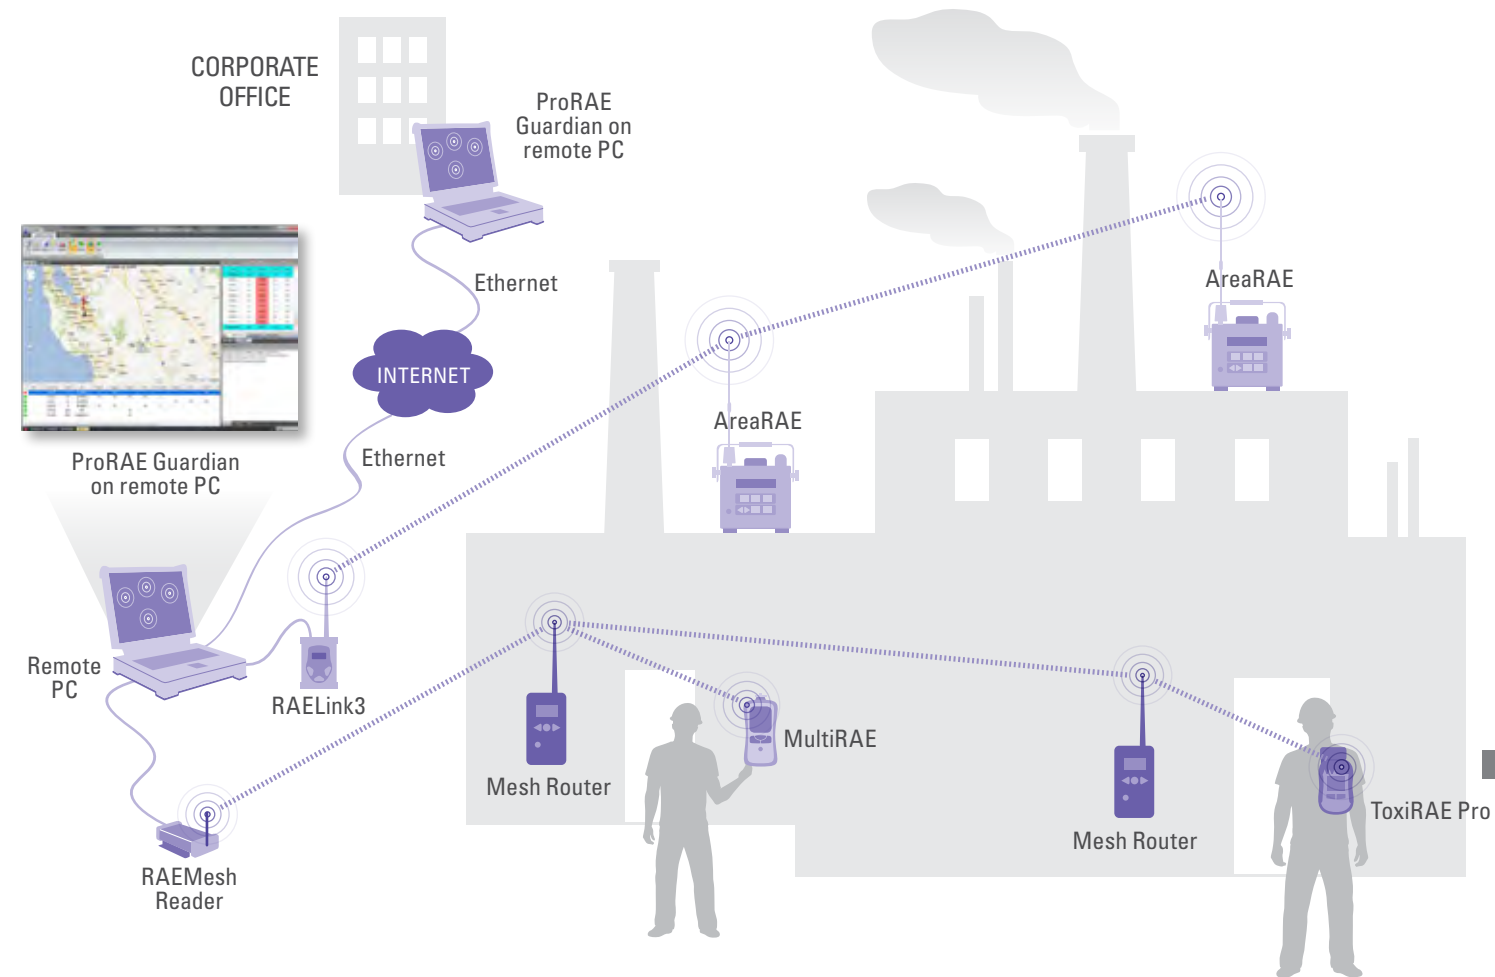 CORPORATE
OFFICE
ProRAE
Guardian on
remote PC
Ethernet
INTERNET
Ethernet
ProRAE Guardian
on remote PC
Remote
PC
RAELink3
RAEMesh
Reader
AreaRAE
AreaRAE
Mesh Router
MultiRAE
Mesh Router
ToxiRAE Pro